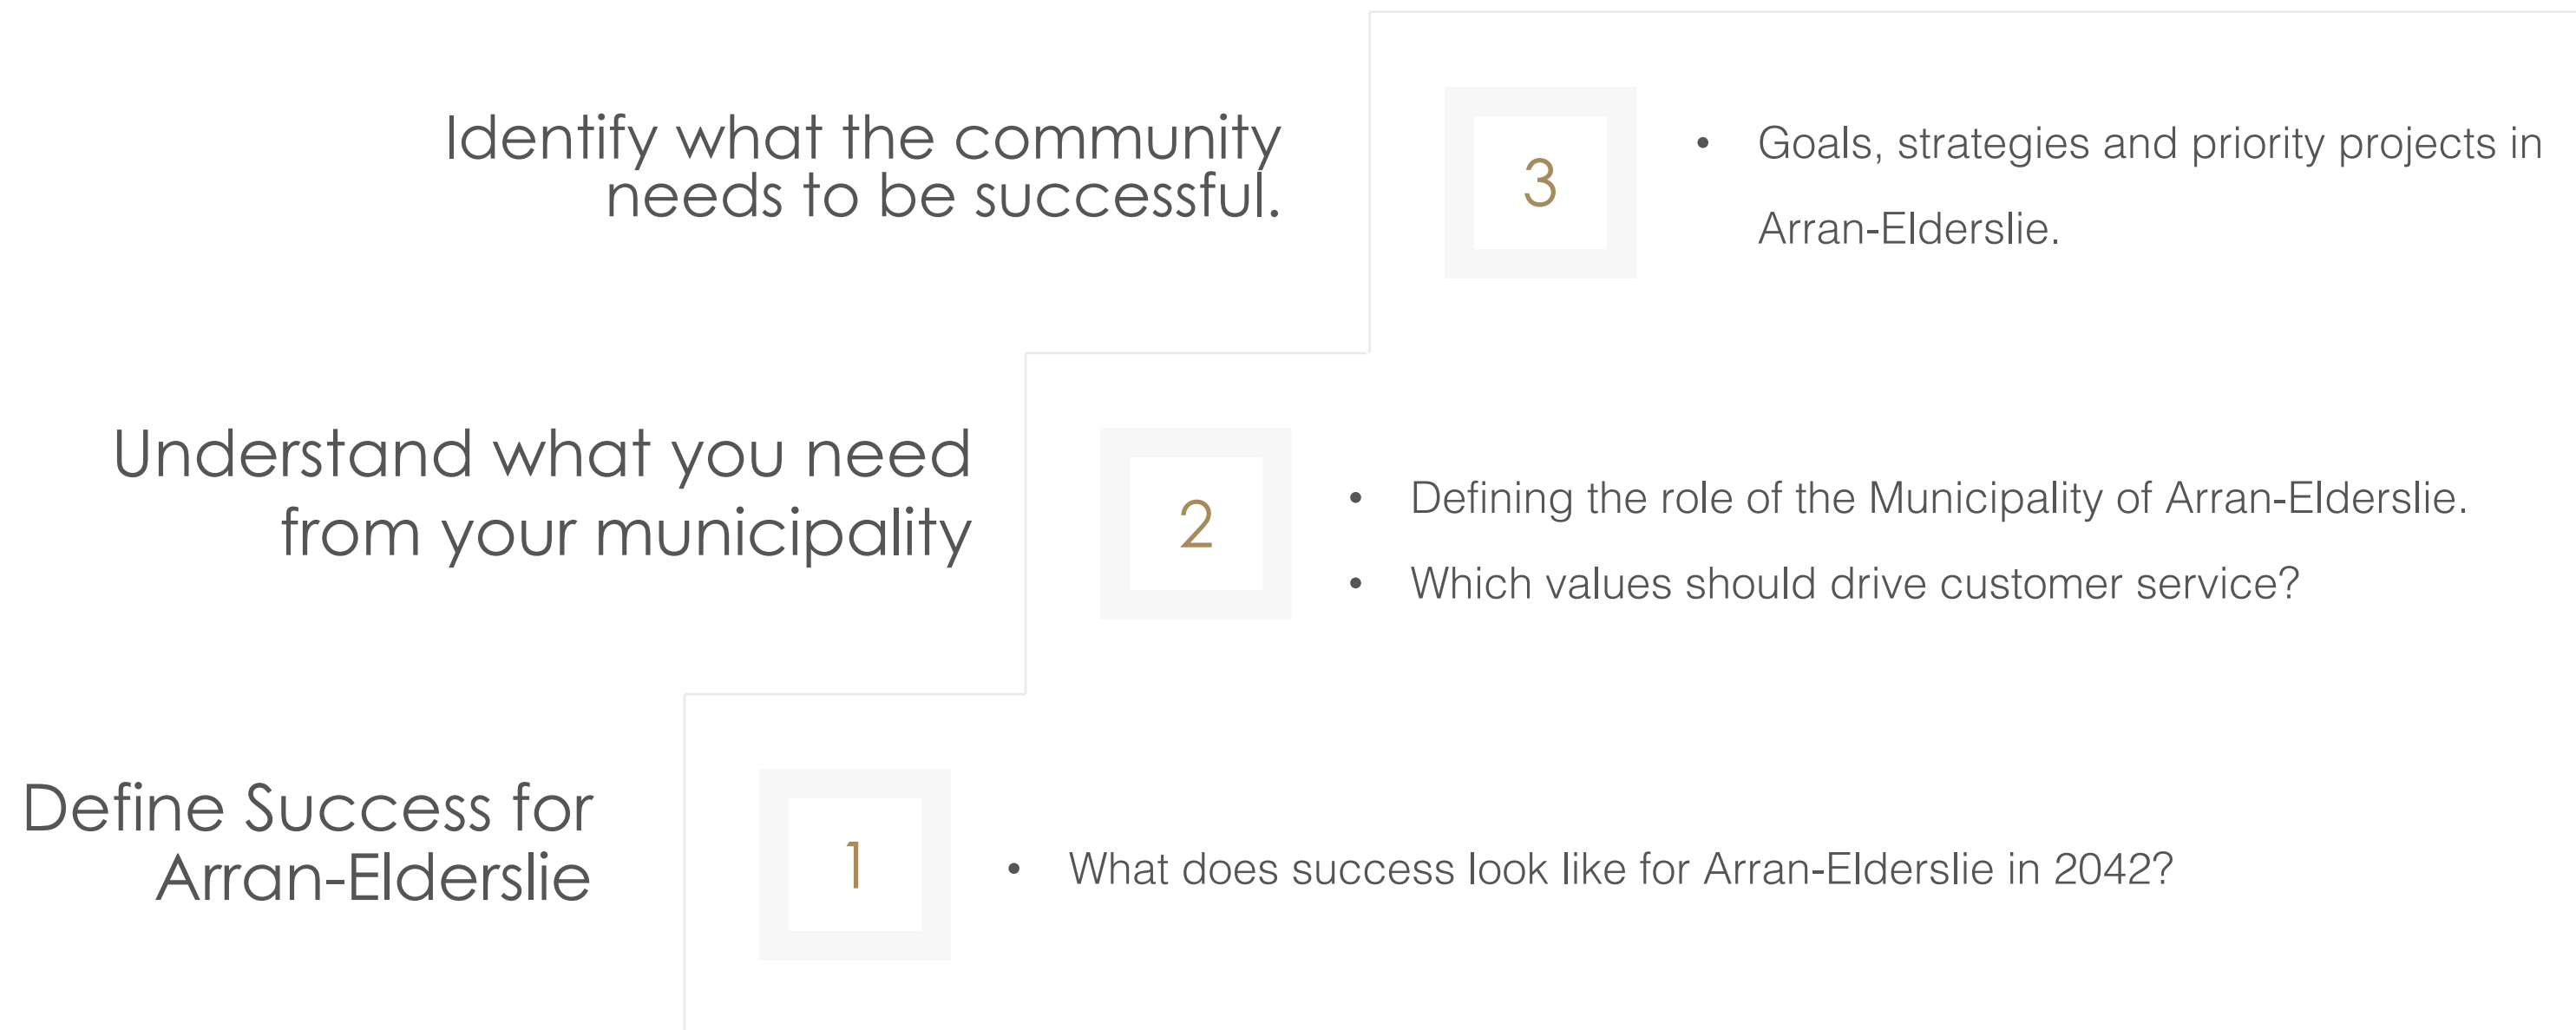 Identify what the community
needs to be successful.
3
• Goals, strategies and priority projects in
Arran-Elderslie.
Understand what you need
from your municipality
2
• Defining the role of the Municipality of Arran-Elderslie.
• Which values should drive customer service?
Define Success for
Arran-Elderslie
1
• What does success look like for Arran-Elderslie in 2042?